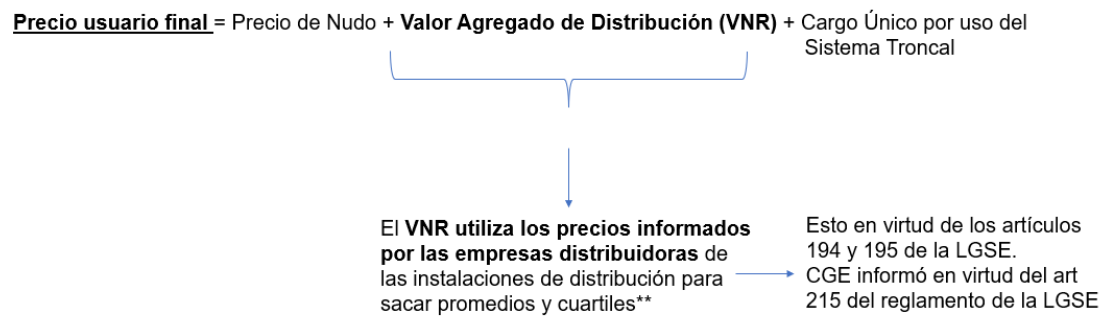 Precio usuario final = Precio de Nudo + Valor Agregado de Distribución (VNR) + Cargo Único por uso del
Sistema Troncal
El VNR utiliza los precios informados
por las empresas distribuidoras de
las instalaciones de distribución para
sacar promedios y cuartiles**
Esto en virtud de los artículos
194 y 195 de la LGSE.
CGE informó en virtud del art
215 del reglamento de la LGSE